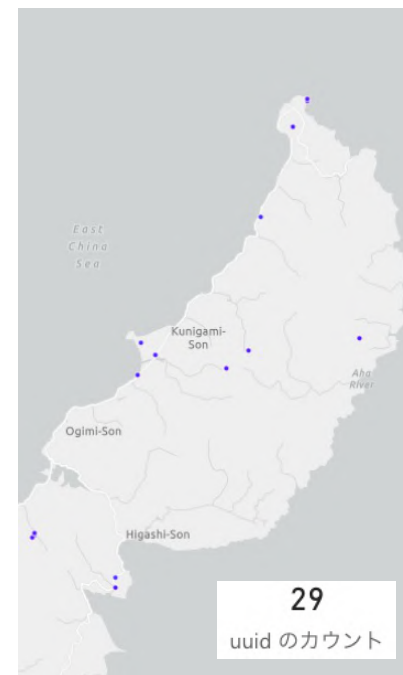 East
China
Sea
Kunigami-
Son
Aha
River
Ogimi-Son
Higashi-Son
29
uuid のカウント